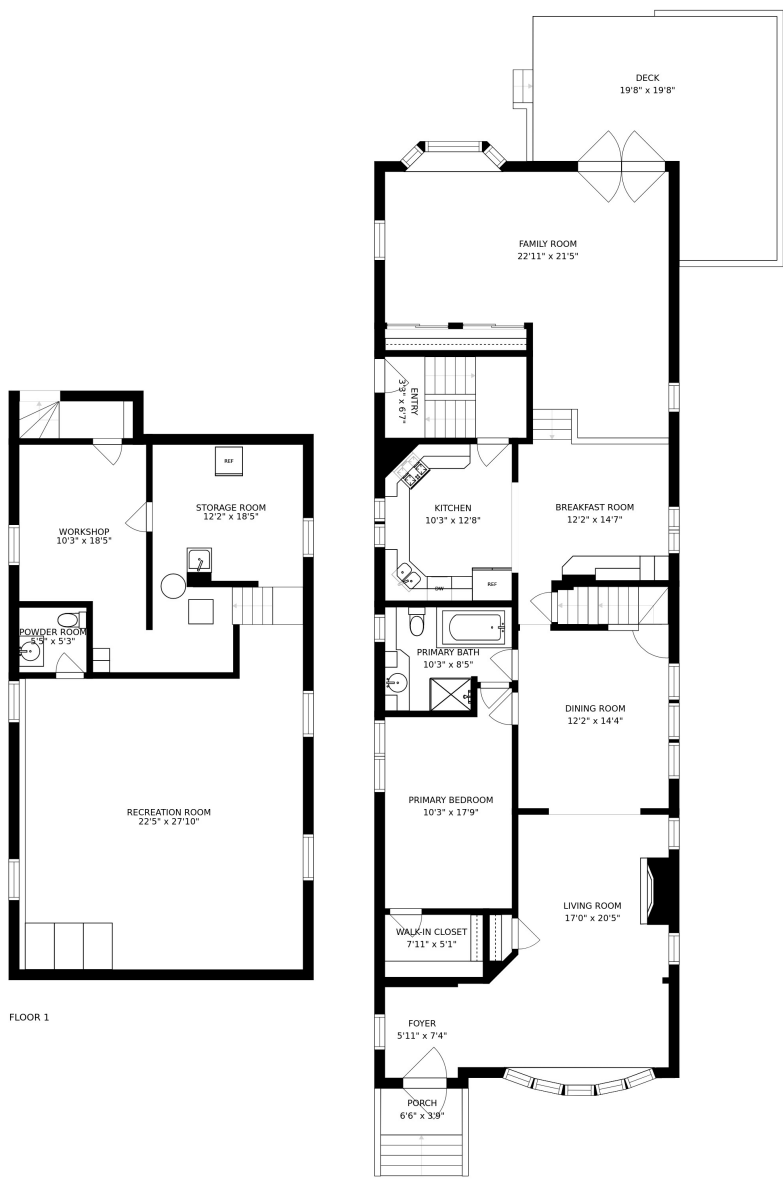 DECK
19'8" x 19'8"
FAMILY ROOM
22'11" x 21'5"
ENTRY
3'3" x 6'7"
REF
STORAGE ROOM
12'2" x 18'5"
WORKSHOP
10'3" x 18'5"
KITCHEN
10'3" x 12'8"
BREAKFAST ROOM
12'2" x 14'7"
DW
REF
POWDER ROOM
5'5" x 5'3"
PRIMARY BATH
10'3" x 8'5"
DINING ROOM
12'2" x 14'4"
RECREATION ROOM
22'5" x 27'10"
PRIMARY BEDROOM
10'3" x 17'9"
LIVING ROOM
17'0" x 20'5"
WALK-IN CLOSET
7'11" x 5'1"
FLOOR 1
FOYER
5'11" x 7'4"
PORCH
6'6" x 3'9"